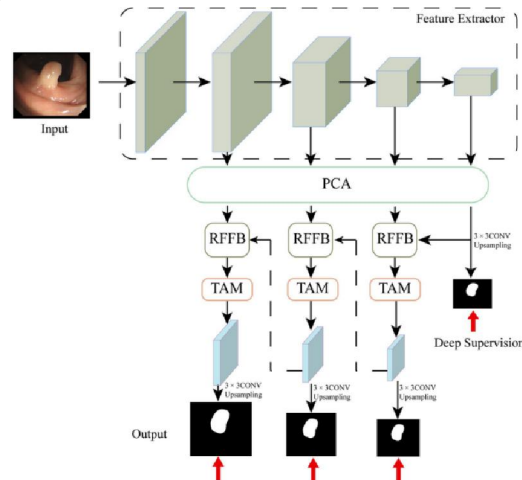 Feature Extractor
Input
PCA
RFFB
RFFB
RFFB
3 × 3CONV
Upsampling
TAM
TAM
TAM
Deep Supervision
3 × 3CONV
Upsampling
3 × 3CONV
Upsampling
3 × 3CONV
Upsampling
Output